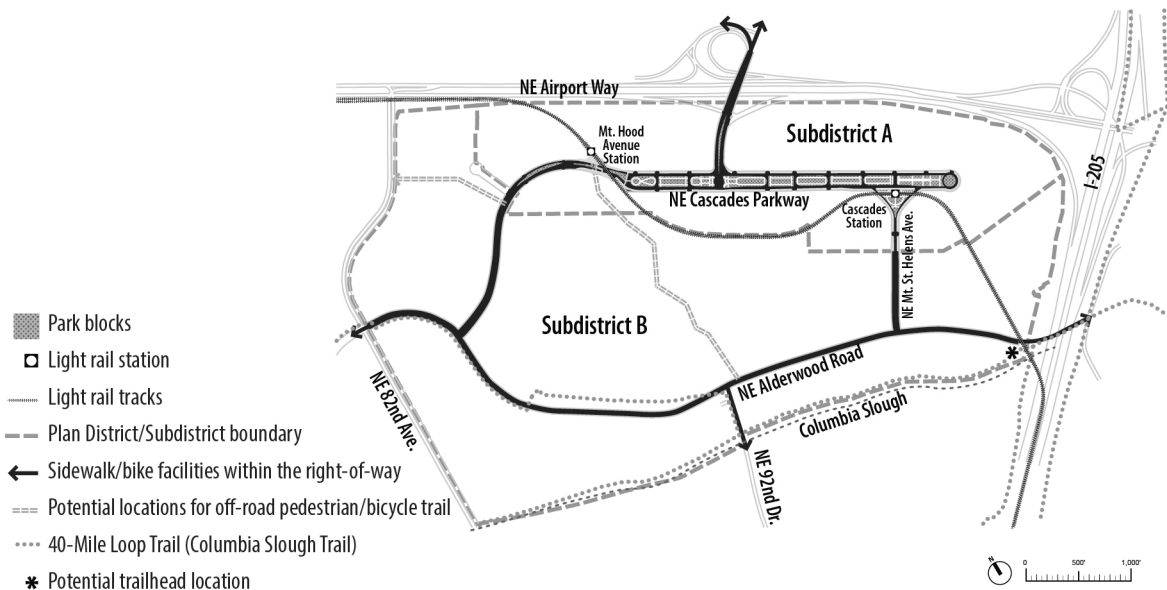 NE Airport Way
Mt. Hood
Avenue
Station
Subdistrict A
I-205
NE Cascades Parkway
Cascades
Station
NE Mt. St. Helens Ave.
Subdistrict B
NE Alderwood Road
Columbia Slough
NE 82nd Ave.
NE 92nd Dr.
Park blocks
Light rail station
Light rail tracks
Plan District/Subdistrict boundary
Sidewalk/bike facilities within the right-of-way
Potential locations for off-road pedestrian/bicycle trail
40-Mile Loop Trail (Columbia Slough Trail)
Potential trailhead location
N
0 500' 1,000'